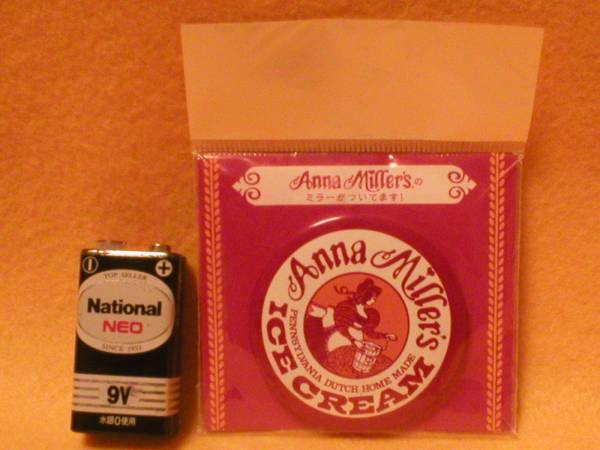 Anna Miller's の
ミラーがついてます!
Anna Miller's
PENNSYLVANIA DUTCH HOME MADE
ICE CREAM
TOP SELLER
National
NEO
SINCE 1931
9V
水銀0使用